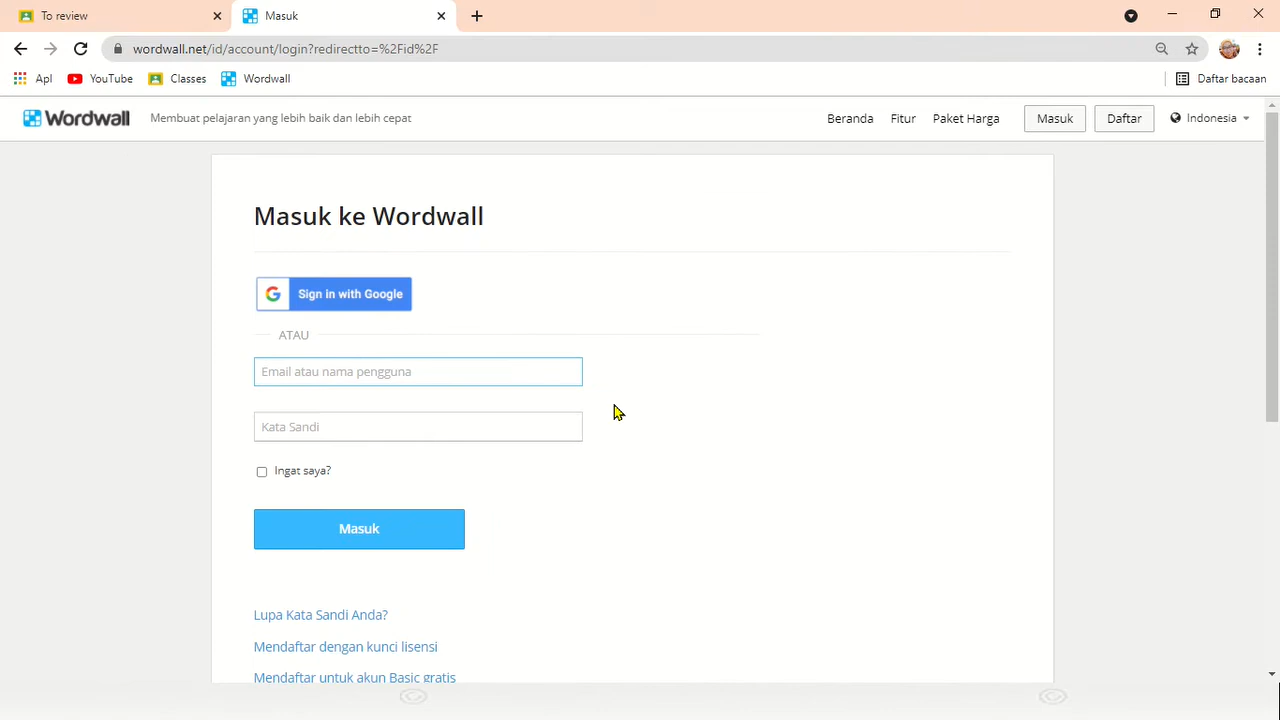 To review
Masuk
wordwall.net/id/account/login?redirectto=%2Fid%2F
Apl YouTube Classes Wordwall Daftar bacaan
Wordwall Membuat pelajaran yang lebih baik dan lebih cepat Beranda Fitur Paket Harga Masuk Daftar Indonesia
Masuk ke Wordwall
G Sign in with Google
ATAU
Email atau nama pengguna
Kata Sandi
Ingat saya?
Masuk
Lupa Kata Sandi Anda?
Mendaftar dengan kunci lisensi
Mendaftar untuk akun Basic gratis